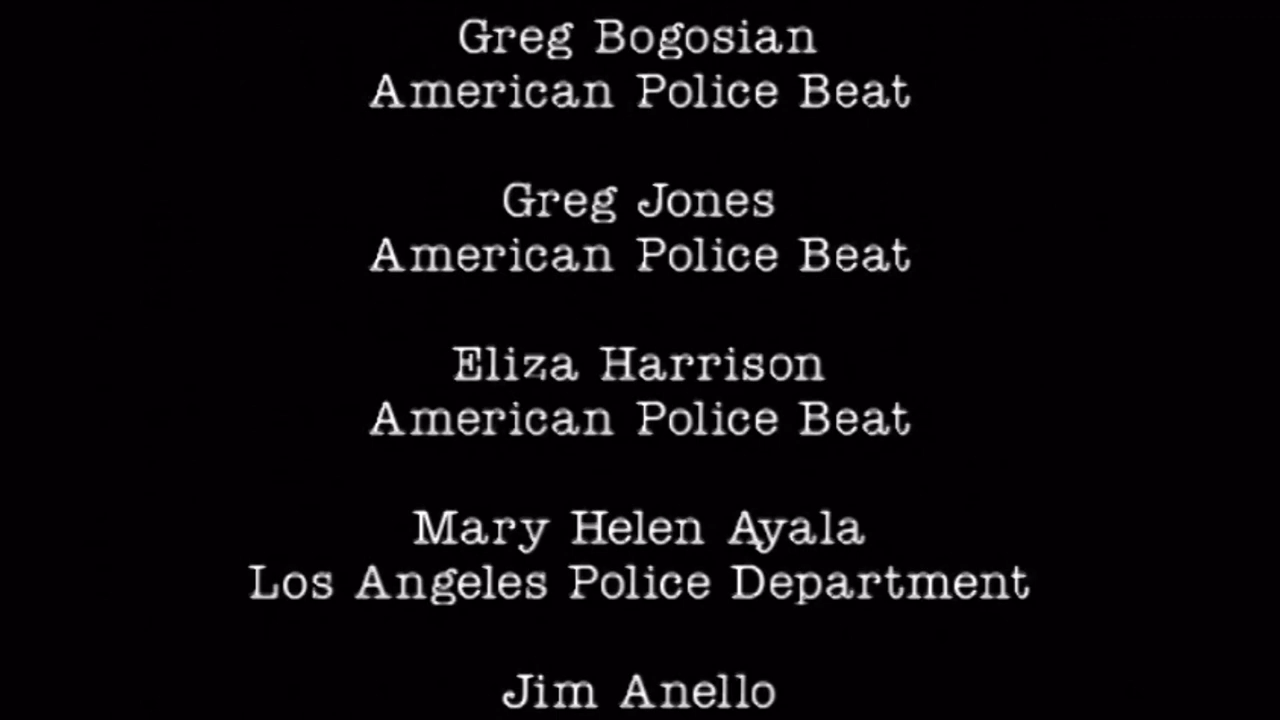 Greg Bogosian
American Police Beat
Greg Jones
American Police Beat
Eliza Harrison
American Police Beat
Mary Helen Ayala
Los Angeles Police Department
Jim Anello